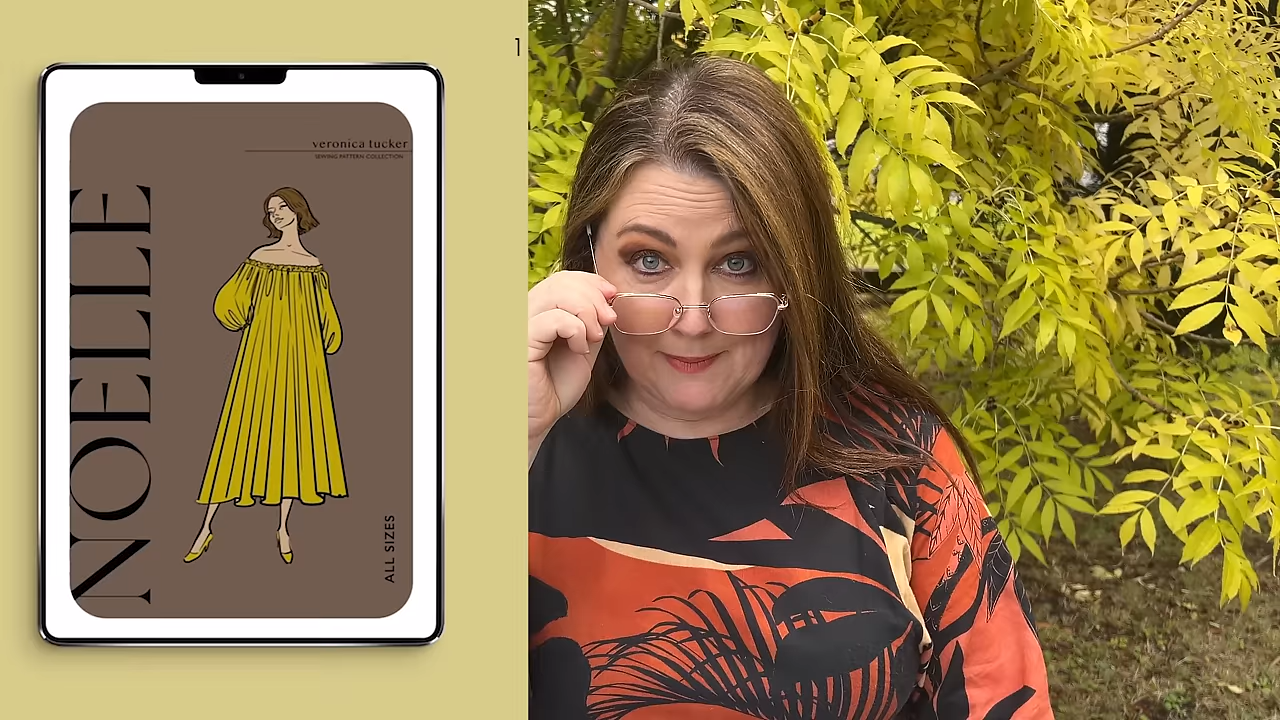 1
veronica tucker
SEWING PATTERN COLLECTION
NOELLE
ALL SIZES